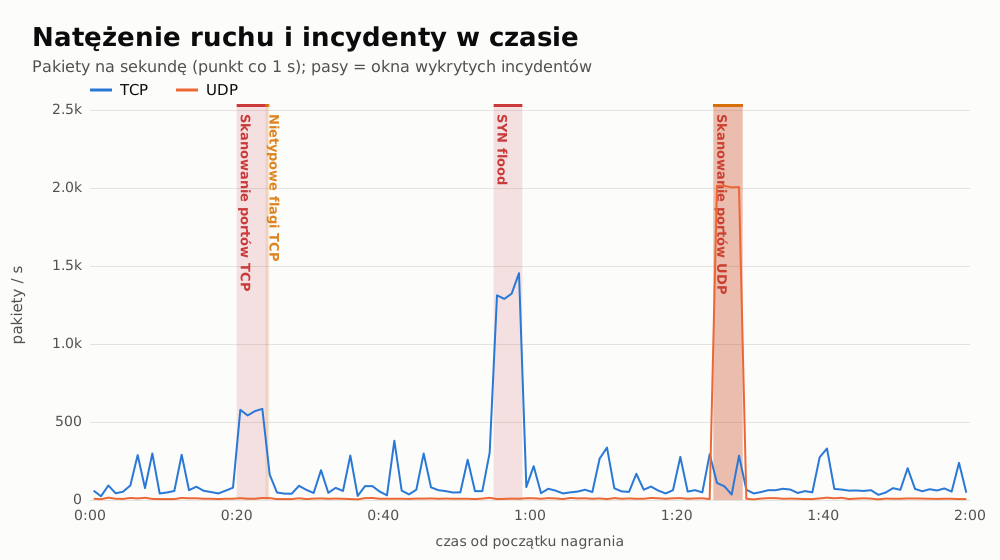 Natężenie ruchu i incydenty w czasie
Pakiety na sekundę (punkt co 1 s); pasy = okna wykrytych incydentów
TCP UDP
2.5k
2.0k
1.5k
1.0k
500
0
pakiety / s
Skanowanie portów TCP
Nietypowe flagi TCP
SYN flood
Skanowanie portów UDP
0:00 0:20 0:40 1:00 1:20 1:40 2:00
czas od początku nagrania